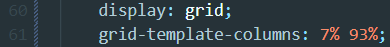 60 display: grid;
61 grid-template-columns: 7% 93%;